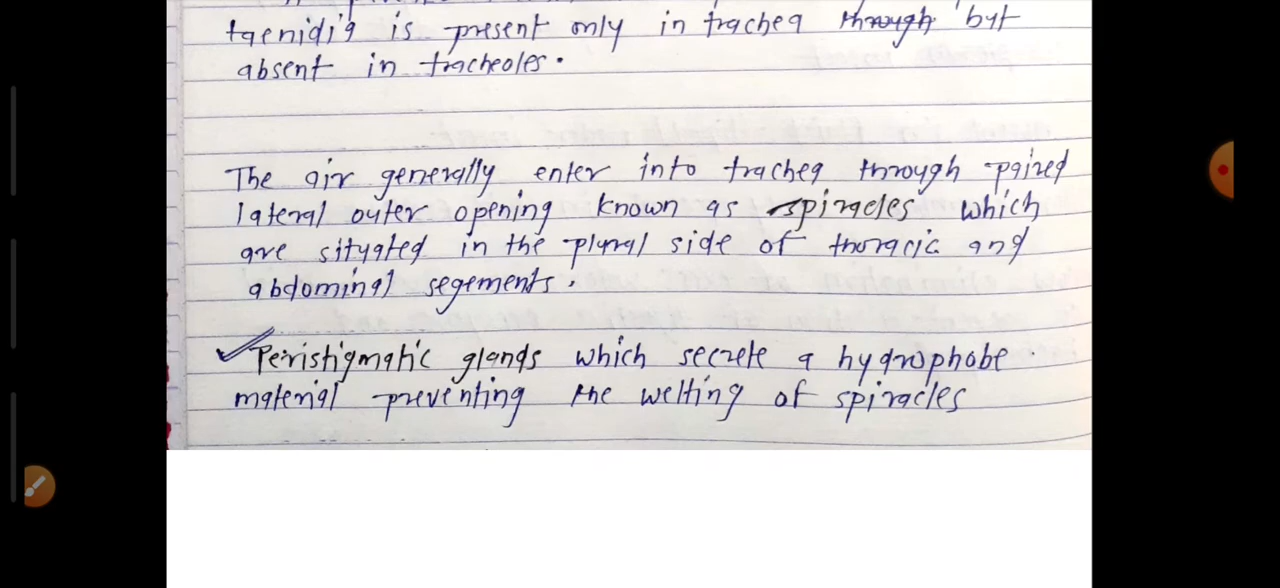 taenidia is present only in trachea through but
absent in tracheoles.
The air generally enter into trachea through paired
lateral outer opening known as spiracles which
are situated in the plural side of thoracic and
abdominal segements.
Peristigmatic glands which secrete a hydrophobe
material preventing the welting of spiracles